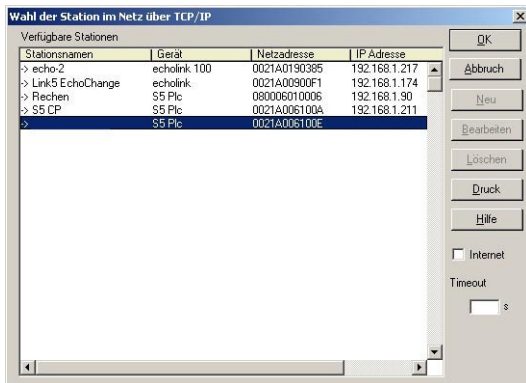 Wahl der Station im Netz über TCP/IP
Verfügbare Stationen
Stationsnamen Gerät Netzadresse IP Adresse
-> echo-2 echolink 100 0021A0190385 192.168.1.217
-> Link5 EchoChange echolink 0021A00900F1 192.168.1.174
-> Rechen S5 Plc 080006010006 192.168.1.90
-> S5 CP S5 Plc 0021A006100A 192.168.1.211
-> S5 Plc 0021A006100E
OK
Abbruch
Neu
Bearbeiten
Löschen
Druck
Hilfe
Internet
Timeout
s